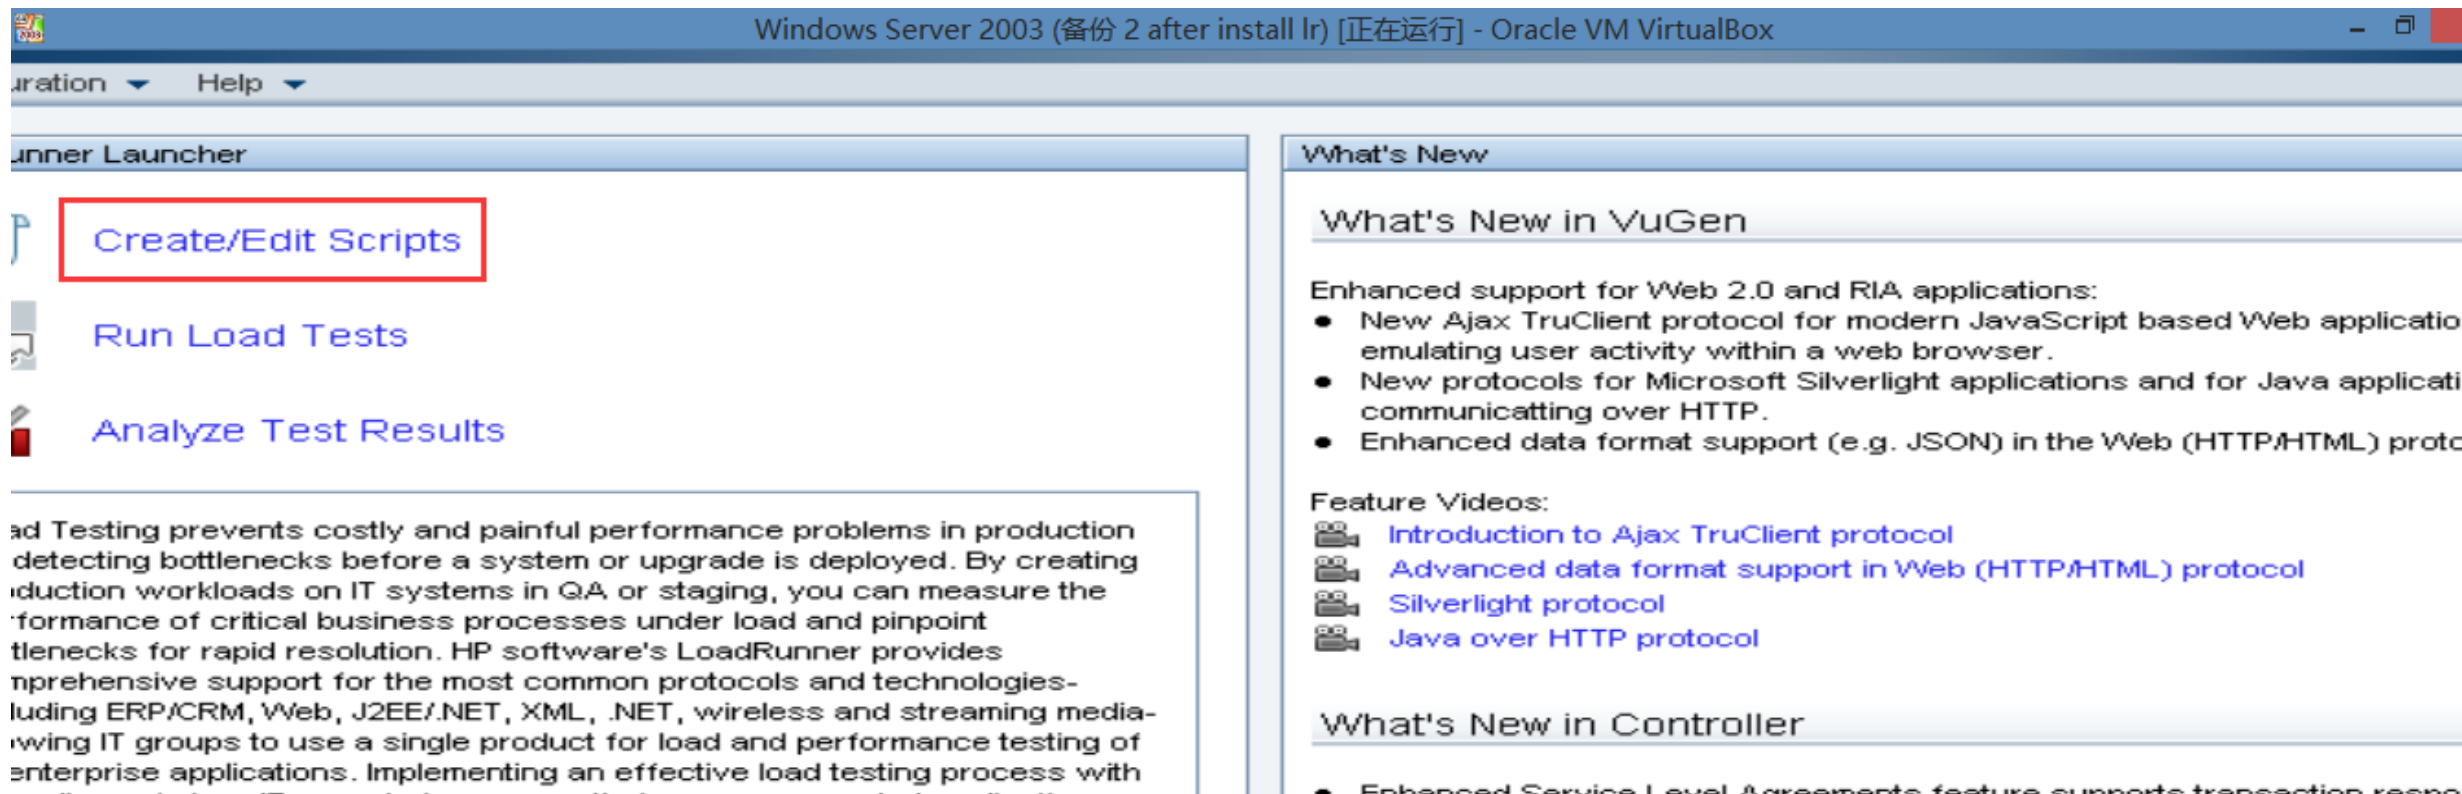 Windows Server 2003 (备份 2 after install lr) [正在运行] - Oracle VM VirtualBox
uration Help
unner Launcher
Create/Edit Scripts
Run Load Tests
Analyze Test Results
ad Testing prevents costly and painful performance problems in production
detecting bottlenecks before a system or upgrade is deployed. By creating
duction workloads on IT systems in QA or staging, you can measure the
formance of critical business processes under load and pinpoint
tlenecks for rapid resolution. HP software's LoadRunner provides
mprehensive support for the most common protocols and technologies-
luding ERP/CRM, Web, J2EE/.NET, XML, .NET, wireless and streaming media-
wing IT groups to use a single product for load and performance testing of
enterprise applications. Implementing an effective load testing process with
What's New
What's New in VuGen
Enhanced support for Web 2.0 and RIA applications:
• New Ajax TruClient protocol for modern JavaScript based Web applicatio
emulating user activity within a web browser.
• New protocols for Microsoft Silverlight applications and for Java applicati
communicatting over HTTP.
• Enhanced data format support (e.g. JSON) in the Web (HTTP/HTML) proto
Feature Videos:
Introduction to Ajax TruClient protocol
Advanced data format support in Web (HTTP/HTML) protocol
Silverlight protocol
Java over HTTP protocol
What's New in Controller
• Enhanced Service Level Agreements feature supports transaction respo